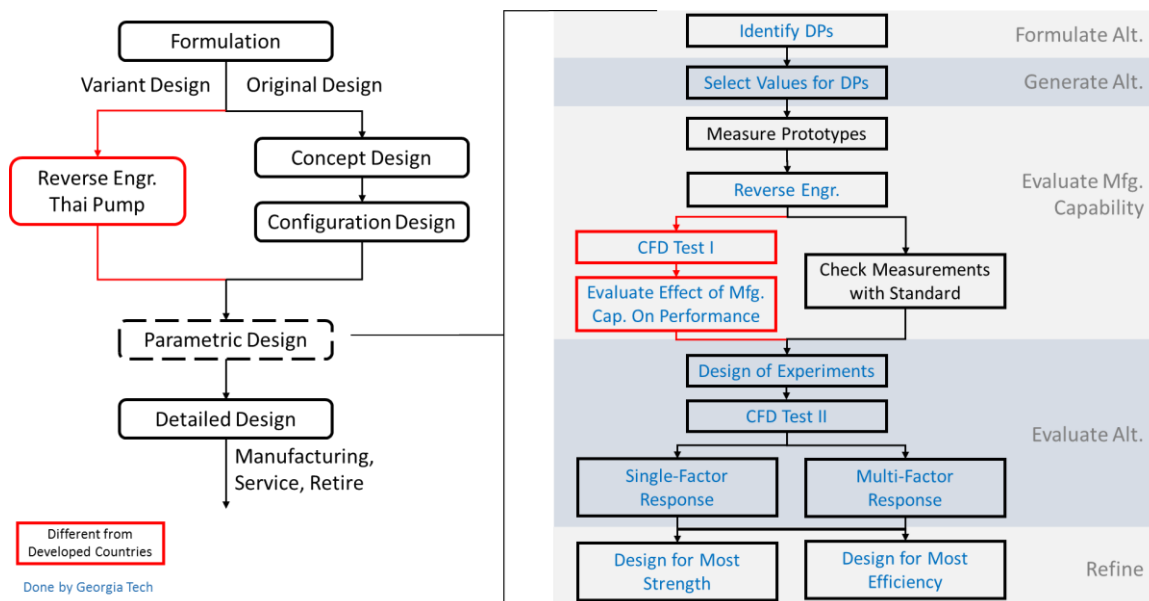 Formulation
Variant Design
Original Design
Reverse Engr.
Thai Pump
Concept Design
Configuration Design
Parametric Design
Detailed Design
Manufacturing,
Service, Retire
Different from
Developed Countries
Done by Georgia Tech
Identify DPs
Formulate Alt.
Select Values for DPs
Generate Alt.
Measure Prototypes
Reverse Engr.
Evaluate Mfg.
Capability
CFD Test I
Evaluate Effect of Mfg.
Cap. On Performance
Check Measurements
with Standard
Design of Experiments
CFD Test II
Evaluate Alt.
Single-Factor
Response
Multi-Factor
Response
Design for Most
Strength
Design for Most
Efficiency
Refine